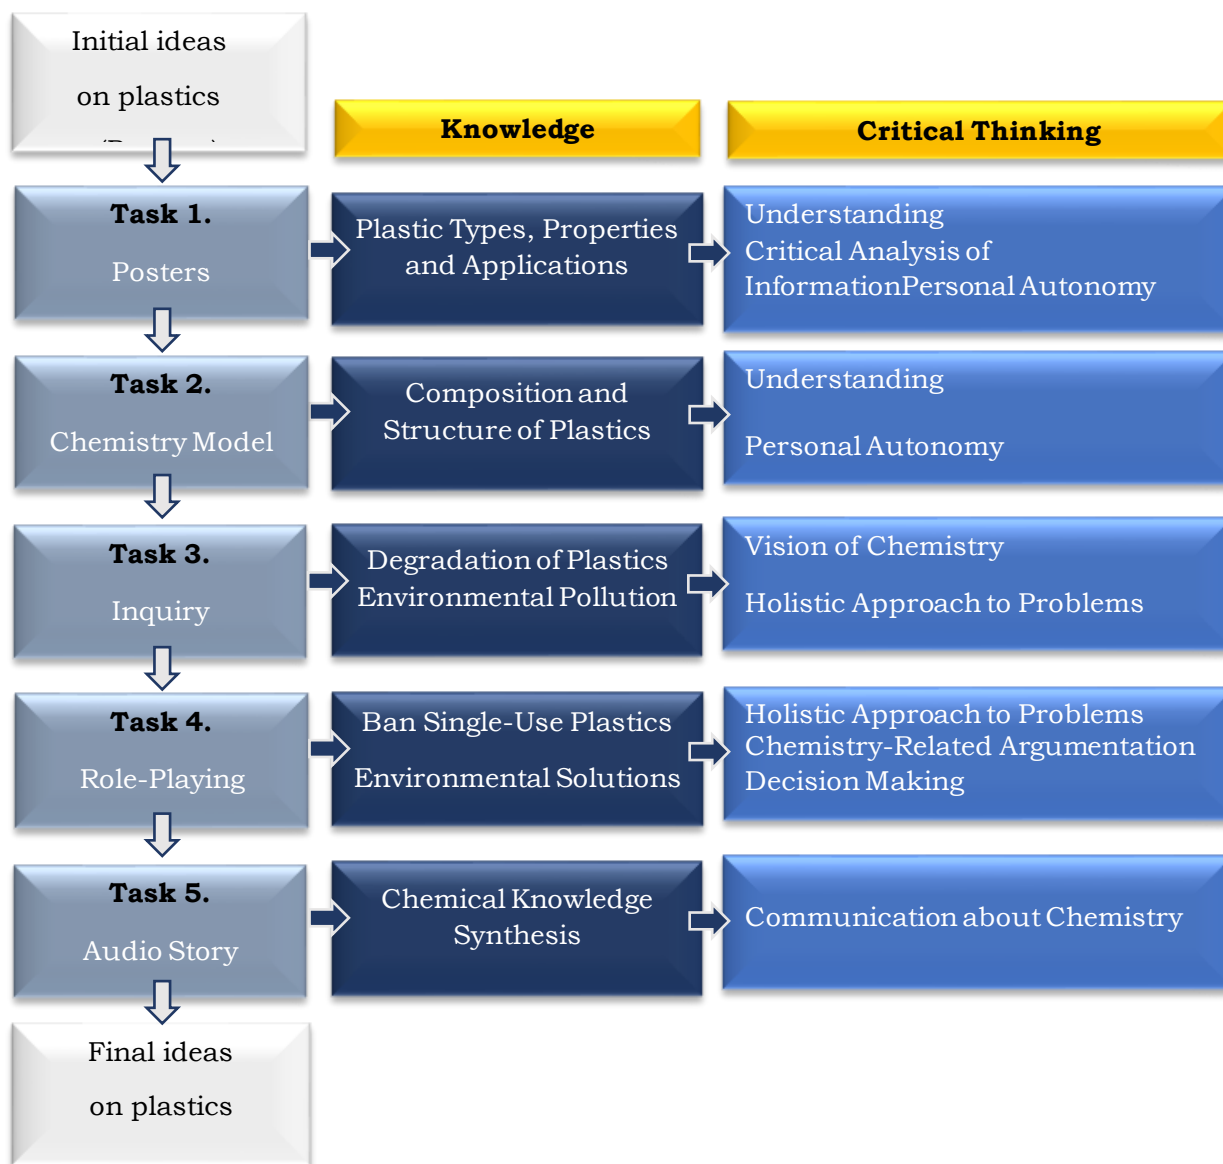 Initial ideas
on plastics
Knowledge
Critical Thinking
Task 1.
Posters
Plastic Types, Properties
and Applications
Understanding
Critical Analysis of
InformationPersonal Autonomy
Task 2.
Chemistry Model
Composition and
Structure of Plastics
Understanding
Personal Autonomy
Task 3.
Inquiry
Degradation of Plastics
Environmental Pollution
Vision of Chemistry
Holistic Approach to Problems
Task 4.
Role-Playing
Ban Single-Use Plastics
Environmental Solutions
Holistic Approach to Problems
Chemistry-Related Argumentation
Decision Making
Task 5.
Audio Story
Chemical Knowledge
Synthesis
Communication about Chemistry
Final ideas
on plastics